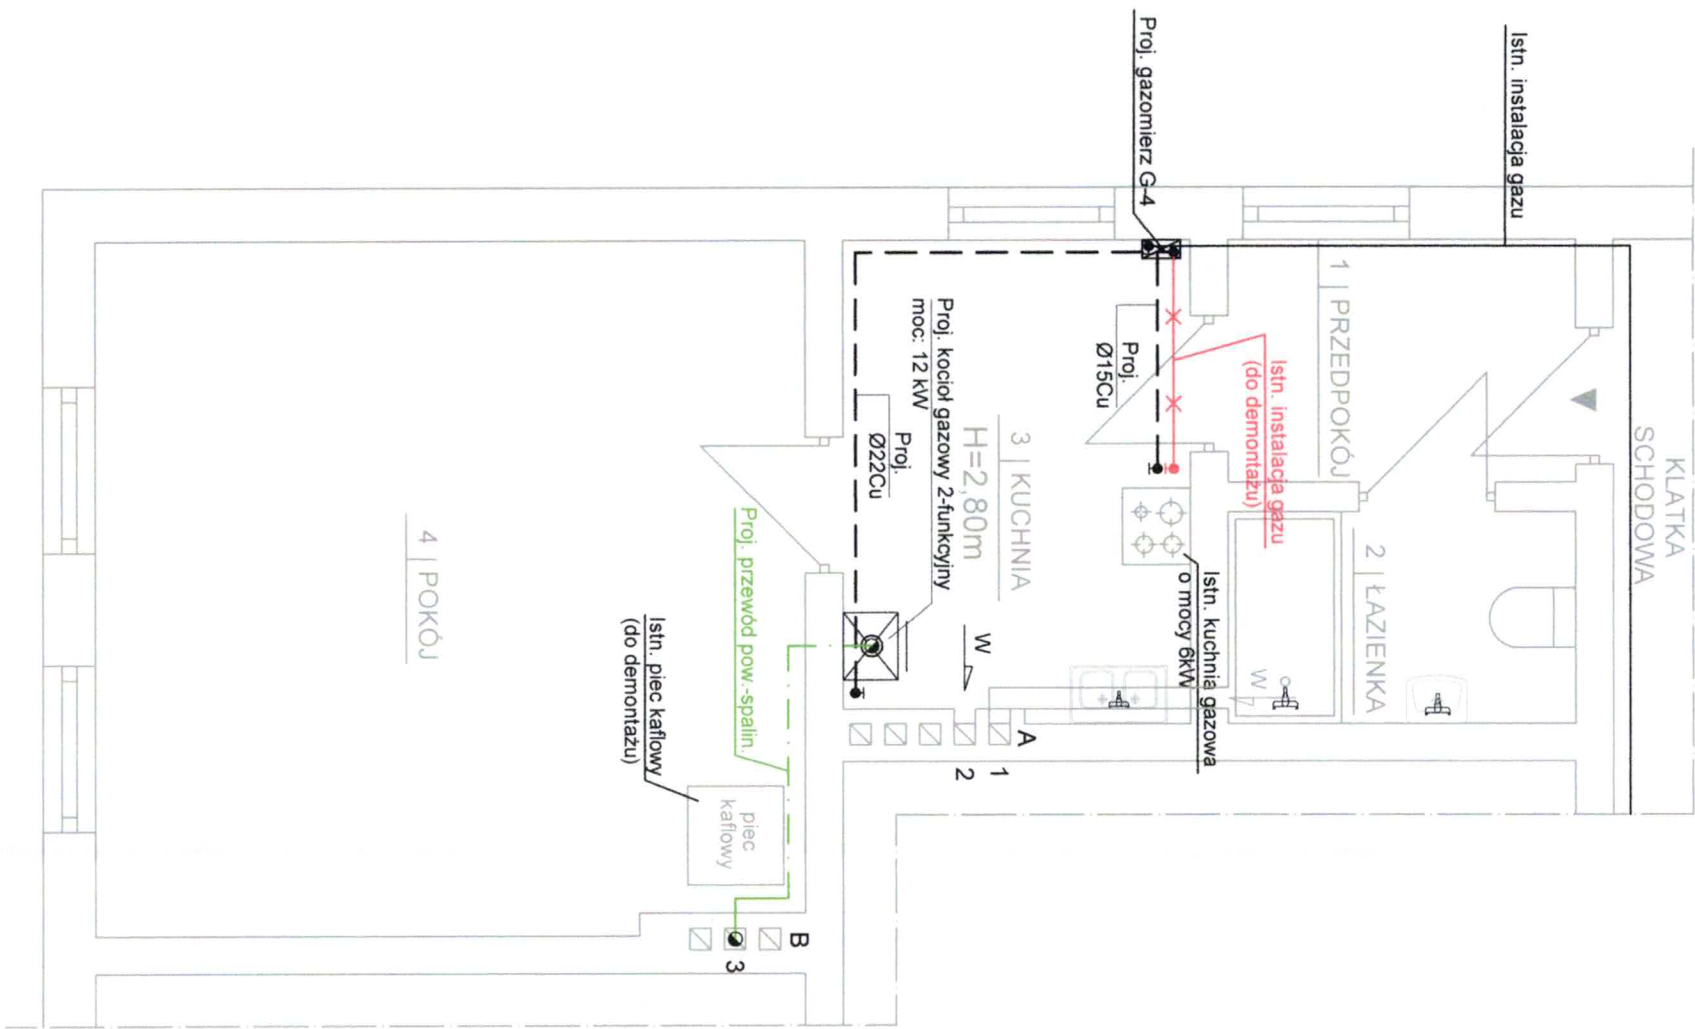 Istn. instalacja gazu
Proj. gazomierz G-4
KLATKA
SCHODOWA
1 | PRZEDPOKÓJ
Istn. instalacja gazu
(do demontażu)
Proj.
Ø15Cu
2 | ŁAZIENKA
W
Istn. kuchnia gazowa
o mocy 6kW
3 | KUCHNIA
H=2,80m
W
Proj. kocioł gazowy 2-funkcyjny
moc: 12 kW
Proj.
Ø22Cu
A
1
2
Proj. przewód pow.-spalin.
4 | POKÓJ
Istn. piec kaflowy
(do demontażu)
piec
kaflowy
B
3